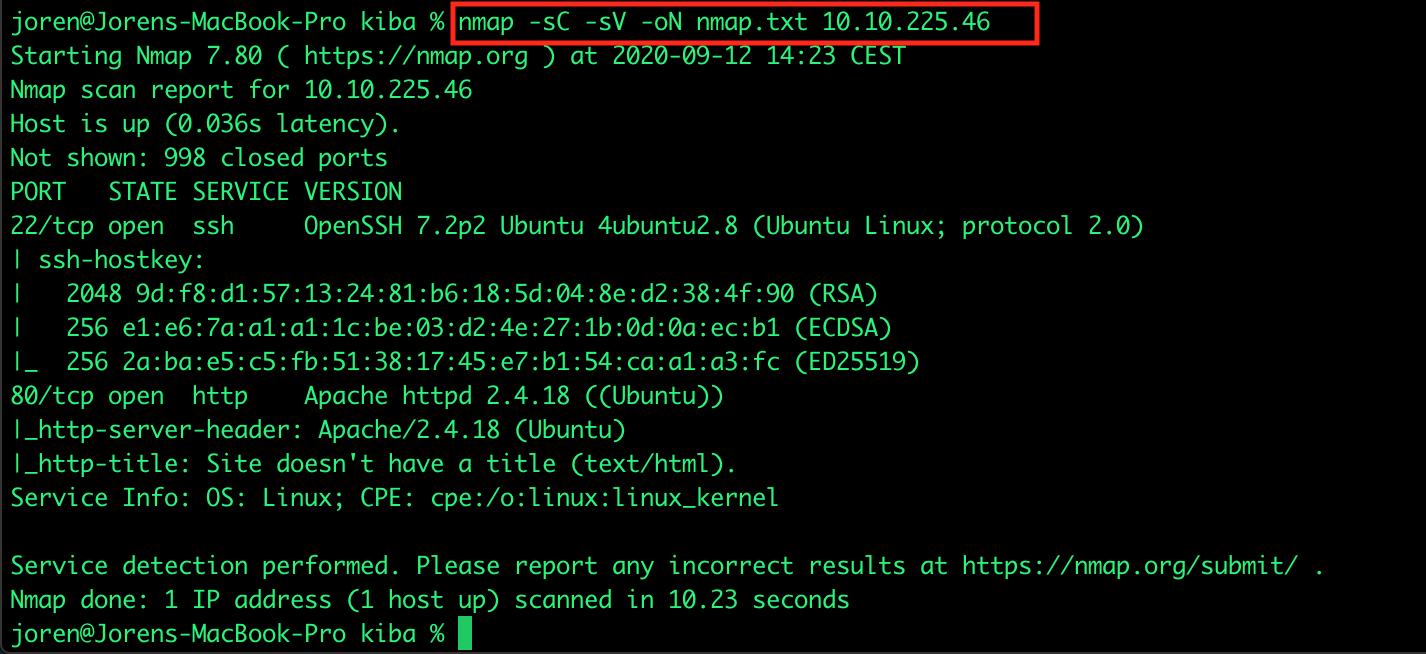 joren@Jorens-MacBook-Pro kiba % nmap -sC -sV -oN nmap.txt 10.10.225.46
Starting Nmap 7.80 ( https://nmap.org ) at 2020-09-12 14:23 CEST
Nmap scan report for 10.10.225.46
Host is up (0.036s latency).
Not shown: 998 closed ports
PORT   STATE SERVICE VERSION
22/tcp open  ssh     OpenSSH 7.2p2 Ubuntu 4ubuntu2.8 (Ubuntu Linux; protocol 2.0)
| ssh-hostkey:
|   2048 9d:f8:d1:57:13:24:81:b6:18:5d:04:8e:d2:38:4f:90 (RSA)
|   256 e1:e6:7a:a1:a1:1c:be:03:d2:4e:27:1b:0d:0a:ec:b1 (ECDSA)
|_  256 2a:ba:e5:c5:fb:51:38:17:45:e7:b1:54:ca:a1:a3:fc (ED25519)
80/tcp open  http    Apache httpd 2.4.18 ((Ubuntu))
|_http-server-header: Apache/2.4.18 (Ubuntu)
|_http-title: Site doesn't have a title (text/html).
Service Info: OS: Linux; CPE: cpe:/o:linux:linux_kernel
Service detection performed. Please report any incorrect results at https://nmap.org/submit/ .
Nmap done: 1 IP address (1 host up) scanned in 10.23 seconds
joren@Jorens-MacBook-Pro kiba %